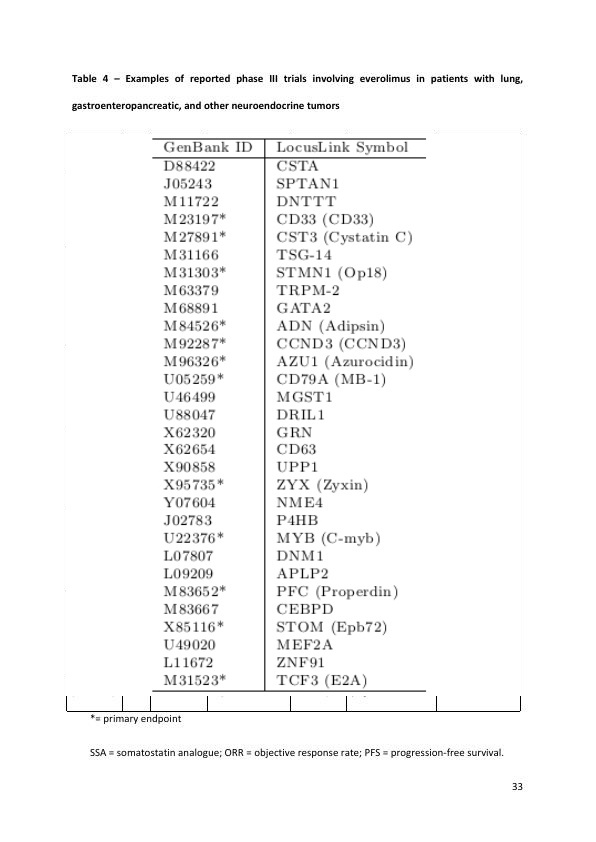 Table 4 – Examples of reported phase III trials involving everolimus in patients with lung,
gastroenteropancreatic, and other neuroendocrine tumors
GenBank ID LocusLink Symbol
D88422 CSTA
J05243 SPTAN1
M11722 DNTTT
M23197* CD33 (CD33)
M27891* CST3 (Cystatin C)
M31166 TSG-14
M31303* STMN1 (Op18)
M63379 TRPM-2
M68891 GATA2
M84526* ADN (Adipsin)
M92287* CCND3 (CCND3)
M96326* AZU1 (Azurocidin)
U05259* CD79A (MB-1)
U46499 MGST1
U88047 DRIL1
X62320 GRN
X62654 CD63
X90858 UPP1
X95735* ZYX (Zyxin)
Y07604 NME4
J02783 P4HB
U22376* MYB (C-myb)
L07807 DNM1
L09209 APLP2
M83652* PFC (Properdin)
M83667 CEBPD
X85116* STOM (Epb72)
U49020 MEF2A
L11672 ZNF91
M31523* TCF3 (E2A)
*= primary endpoint
SSA = somatostatin analogue; ORR = objective response rate; PFS = progression-free survival.
33